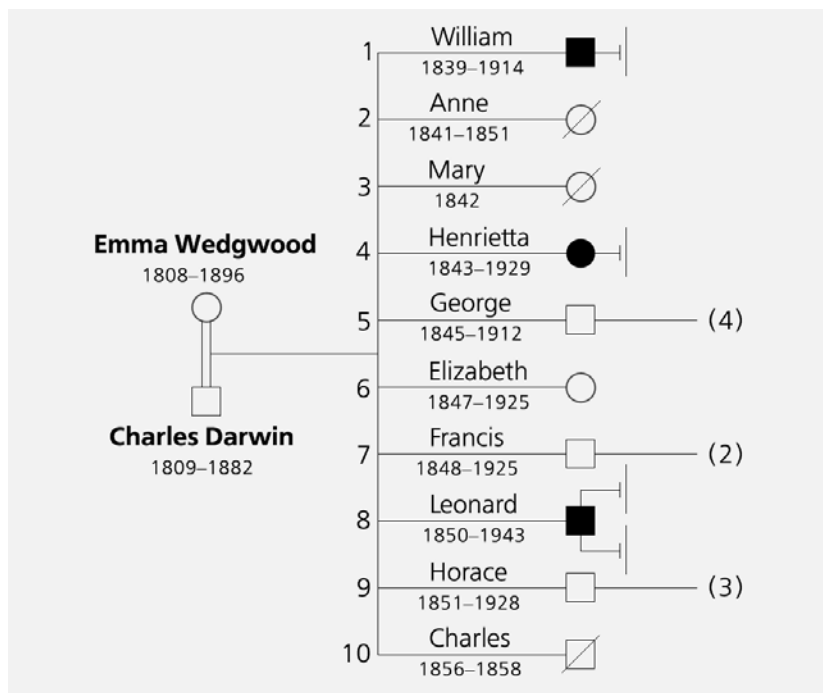 1 William
1839–1914
2 Anne
1841–1851
3 Mary
1842
Emma Wedgwood
1808–1896
4 Henrietta
1843–1929
5 George (4)
1845–1912
6 Elizabeth
1847–1925
Charles Darwin
1809–1882
7 Francis (2)
1848–1925
8 Leonard
1850–1943
9 Horace (3)
1851–1928
10 Charles
1856–1858